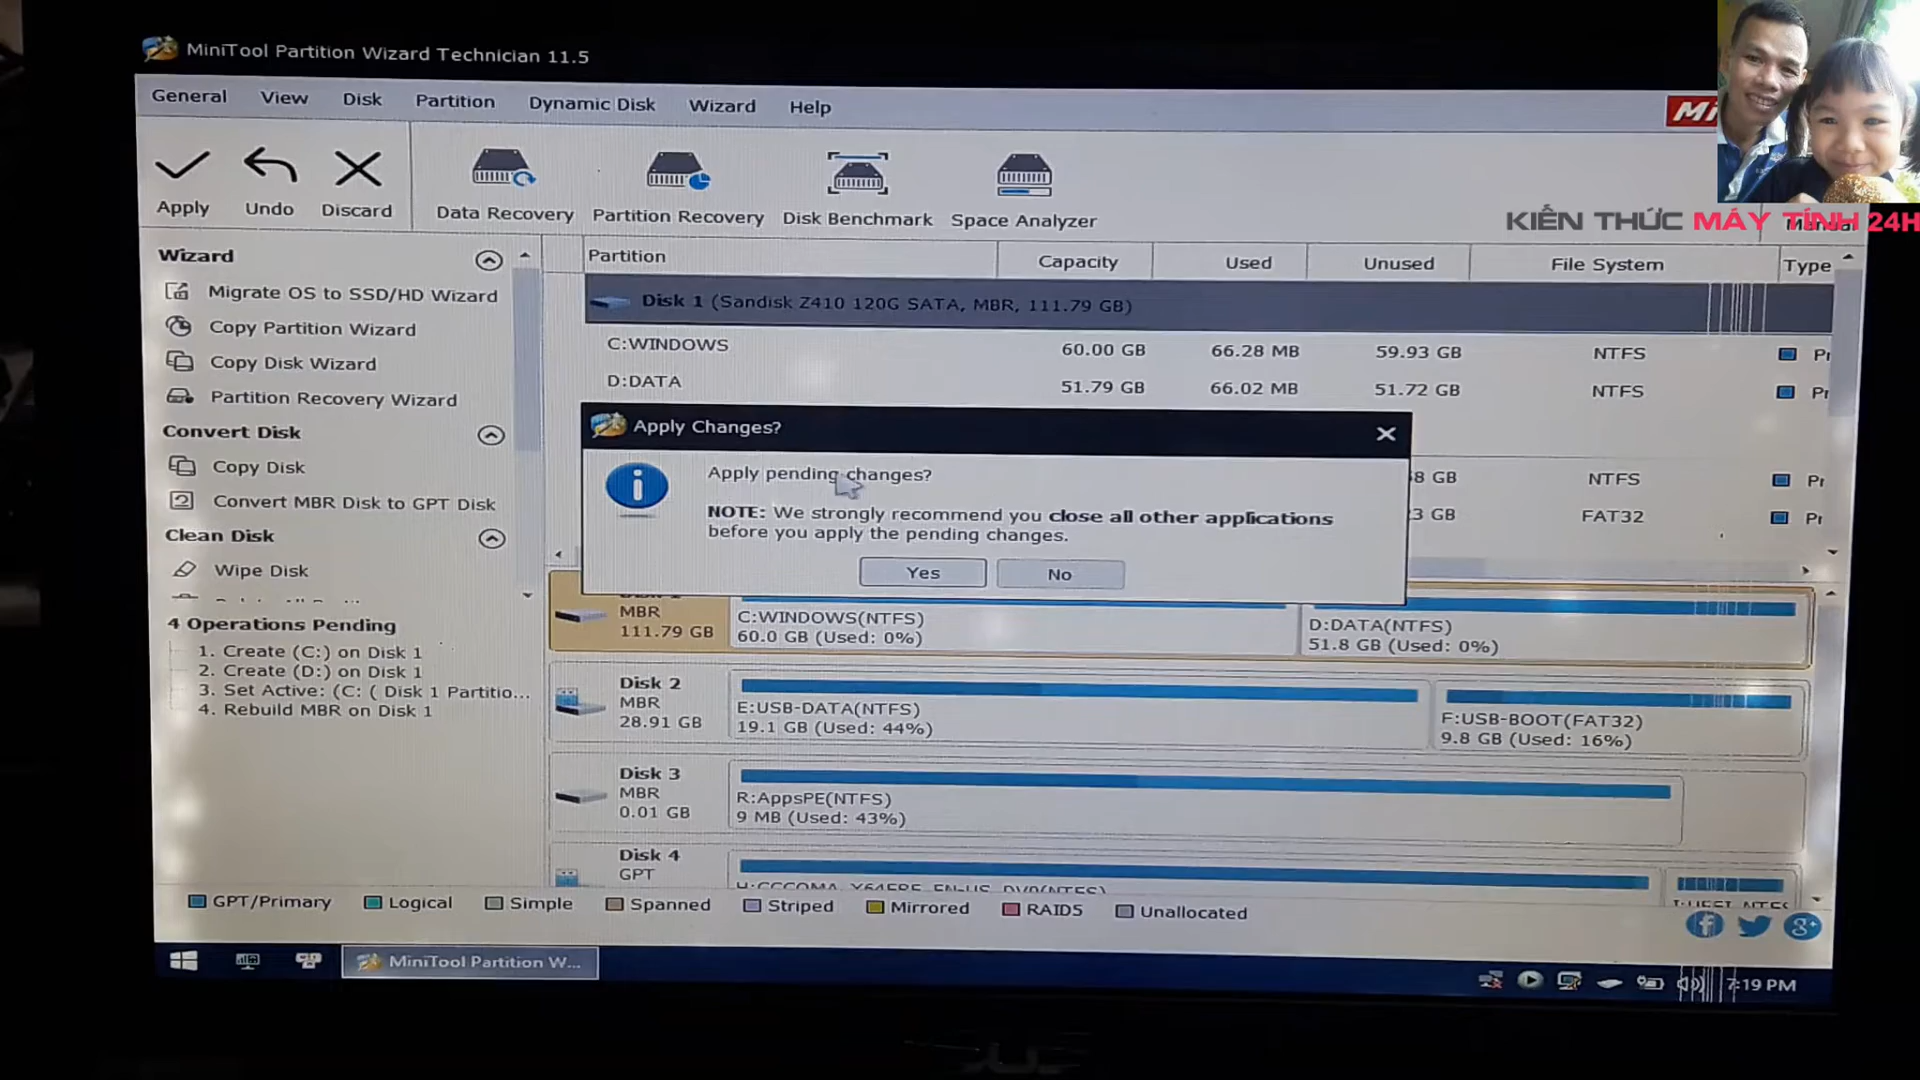 MiniTool Partition Wizard Technician 11.5
General View Disk Partition Dynamic Disk Wizard Help
Apply Undo Discard Data Recovery Partition Recovery Disk Benchmark Space Analyzer
KIẾN THỨC MÁY TÍNH 24H
Wizard
Migrate OS to SSD/HD Wizard
Copy Partition Wizard
Copy Disk Wizard
Partition Recovery Wizard
Convert Disk
Copy Disk
Convert MBR Disk to GPT Disk
Clean Disk
Wipe Disk
4 Operations Pending
1. Create (C:) on Disk 1
2. Create (D:) on Disk 1
3. Set Active: (C: ( Disk 1 Partitio...
4. Rebuild MBR on Disk 1
Partition Capacity Used Unused File System Type
Disk 1 (Sandisk Z410 120G SATA, MBR, 111.79 GB)
C:WINDOWS 60.00 GB 66.28 MB 59.93 GB NTFS Pr
D:DATA 51.79 GB 66.02 MB 51.72 GB NTFS Pr
8 GB NTFS Pr
3 GB FAT32 Pr
Apply Changes?
Apply pending changes?
NOTE: We strongly recommend you close all other applications
before you apply the pending changes.
Yes No
MBR
111.79 GB
C:WINDOWS(NTFS)
60.0 GB (Used: 0%)
D:DATA(NTFS)
51.8 GB (Used: 0%)
Disk 2
MBR
28.91 GB
E:USB-DATA(NTFS)
19.1 GB (Used: 44%)
F:USB-BOOT(FAT32)
9.8 GB (Used: 16%)
Disk 3
MBR
0.01 GB
R:AppsPE(NTFS)
9 MB (Used: 43%)
Disk 4
GPT
GPT/Primary Logical Simple Spanned Striped Mirrored RAID5 Unallocated
MiniTool Partition W...
7:19 PM